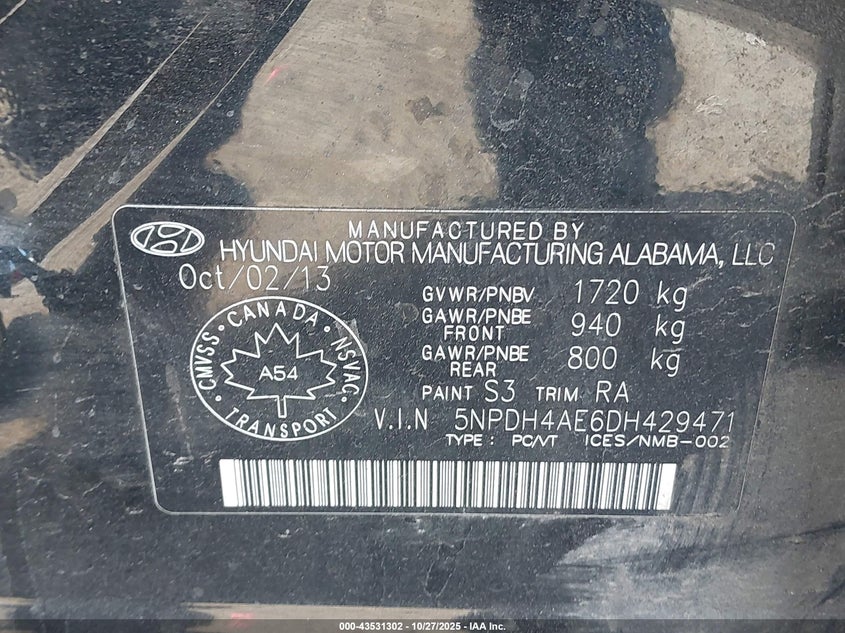 MANUFACTURED BY
HYUNDAI MOTOR MANUFACTURING ALABAMA, LLC
Oct/02/13
GVWR/PNBV 1720 kg
GAWR/PNBE FRONT 940 kg
GAWR/PNBE REAR 800 kg
PAINT S3 TRIM RA
V.I.N 5NPDH4AE6DH429471
TYPE : PC/VT ICES/NMB-002
CANADA
CMVSS NSVAC
A54
TRANSPORT
000-43531302 - 10/27/2025 - IAA Inc.